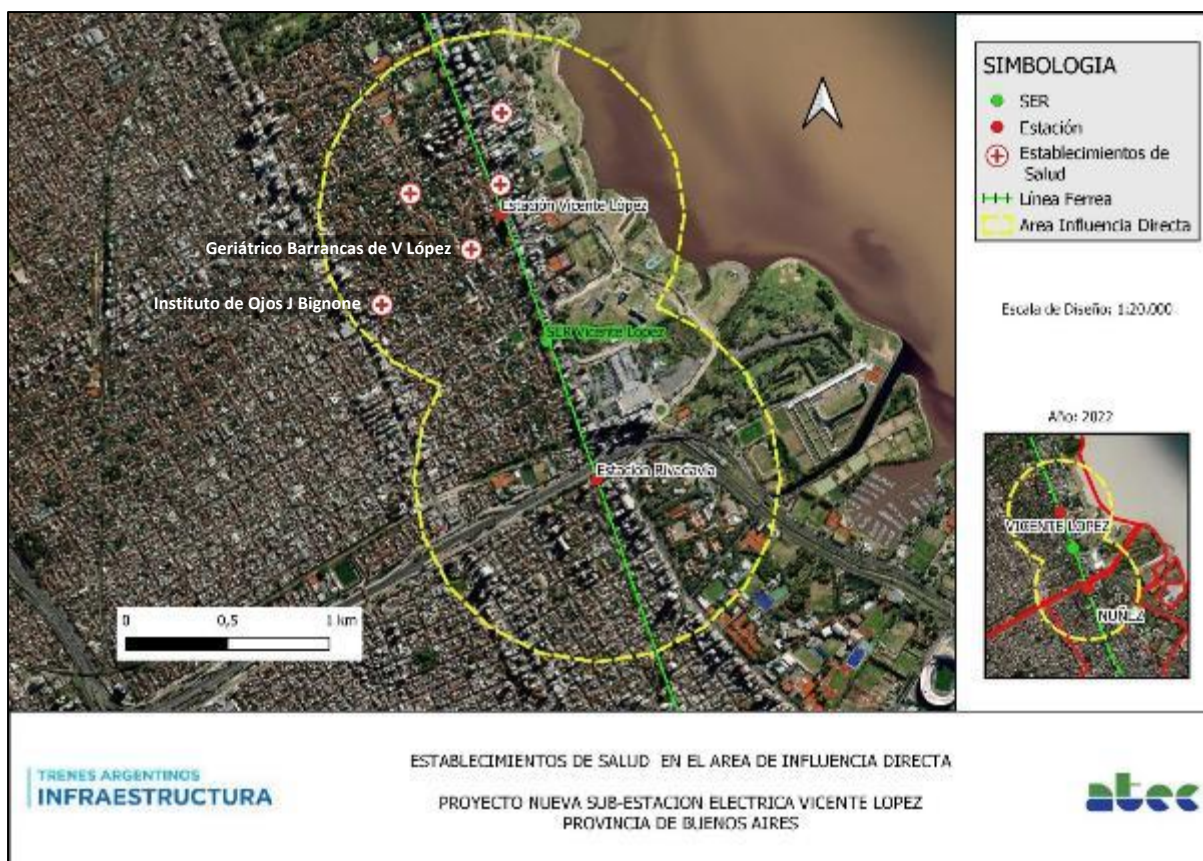 SIMBOLOGIA
SER
Estación
Establecimientos de
Salud
Línea Ferrea
Area Influencia Directa
Estación Vicente López
Geriátrico Barrancas de V López
Instituto de Ojos J Bignone
SER Vicente Lopez
Estacion Rivadavia
0 0,5 1 km
Escala de Diseño: 1:20.000
Año: 2022
VICENTE LOPEZ
NUÑEZ
TRENES ARGENTINOS
INFRAESTRUCTURA
ESTABLECIMIENTOS DE SALUD EN EL AREA DE INFLUENCIA DIRECTA
PROYECTO NUEVA SUB-ESTACION ELECTRICA VICENTE LOPEZ
PROVINCIA DE BUENOS AIRES
atec